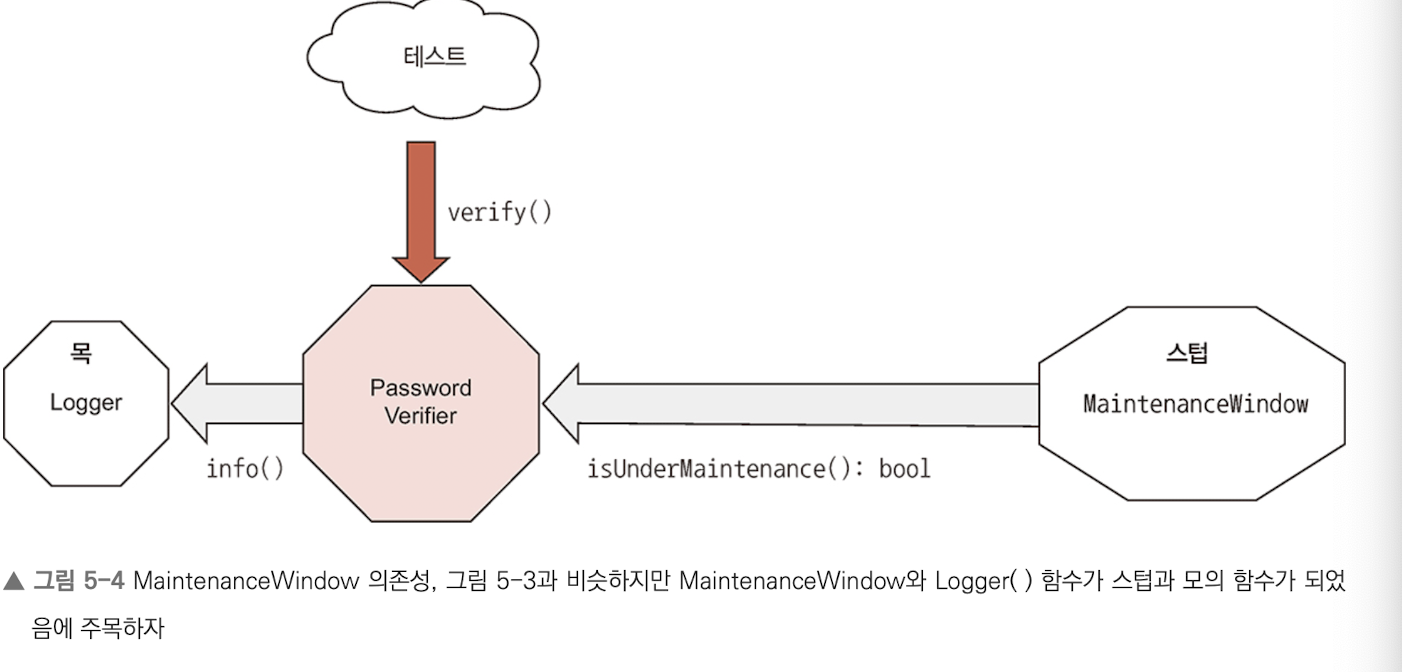 테스트
verify()
목
Logger
Password
Verifier
스텁
MaintenanceWindow
info()
isUnderMaintenance(): bool
▲ 그림 5-4 MaintenanceWindow 의존성, 그림 5-3과 비슷하지만 MaintenanceWindow와 Logger( ) 함수가 스텁과 모의 함수가 되었
음에 주목하자